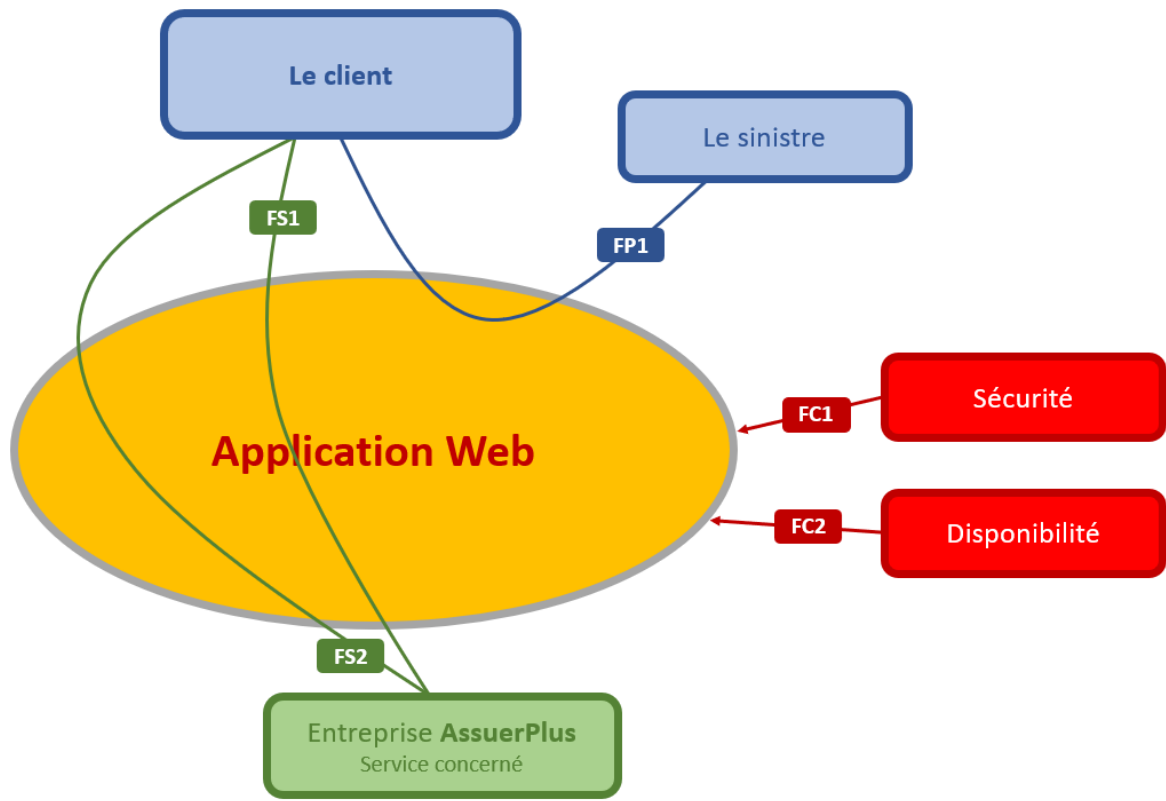 Le client
Le sinistre
FS1
FP1
Sécurité
FC1
Application Web
FC2
Disponibilité
FS2
Entreprise AssuerPlus
Service concerné